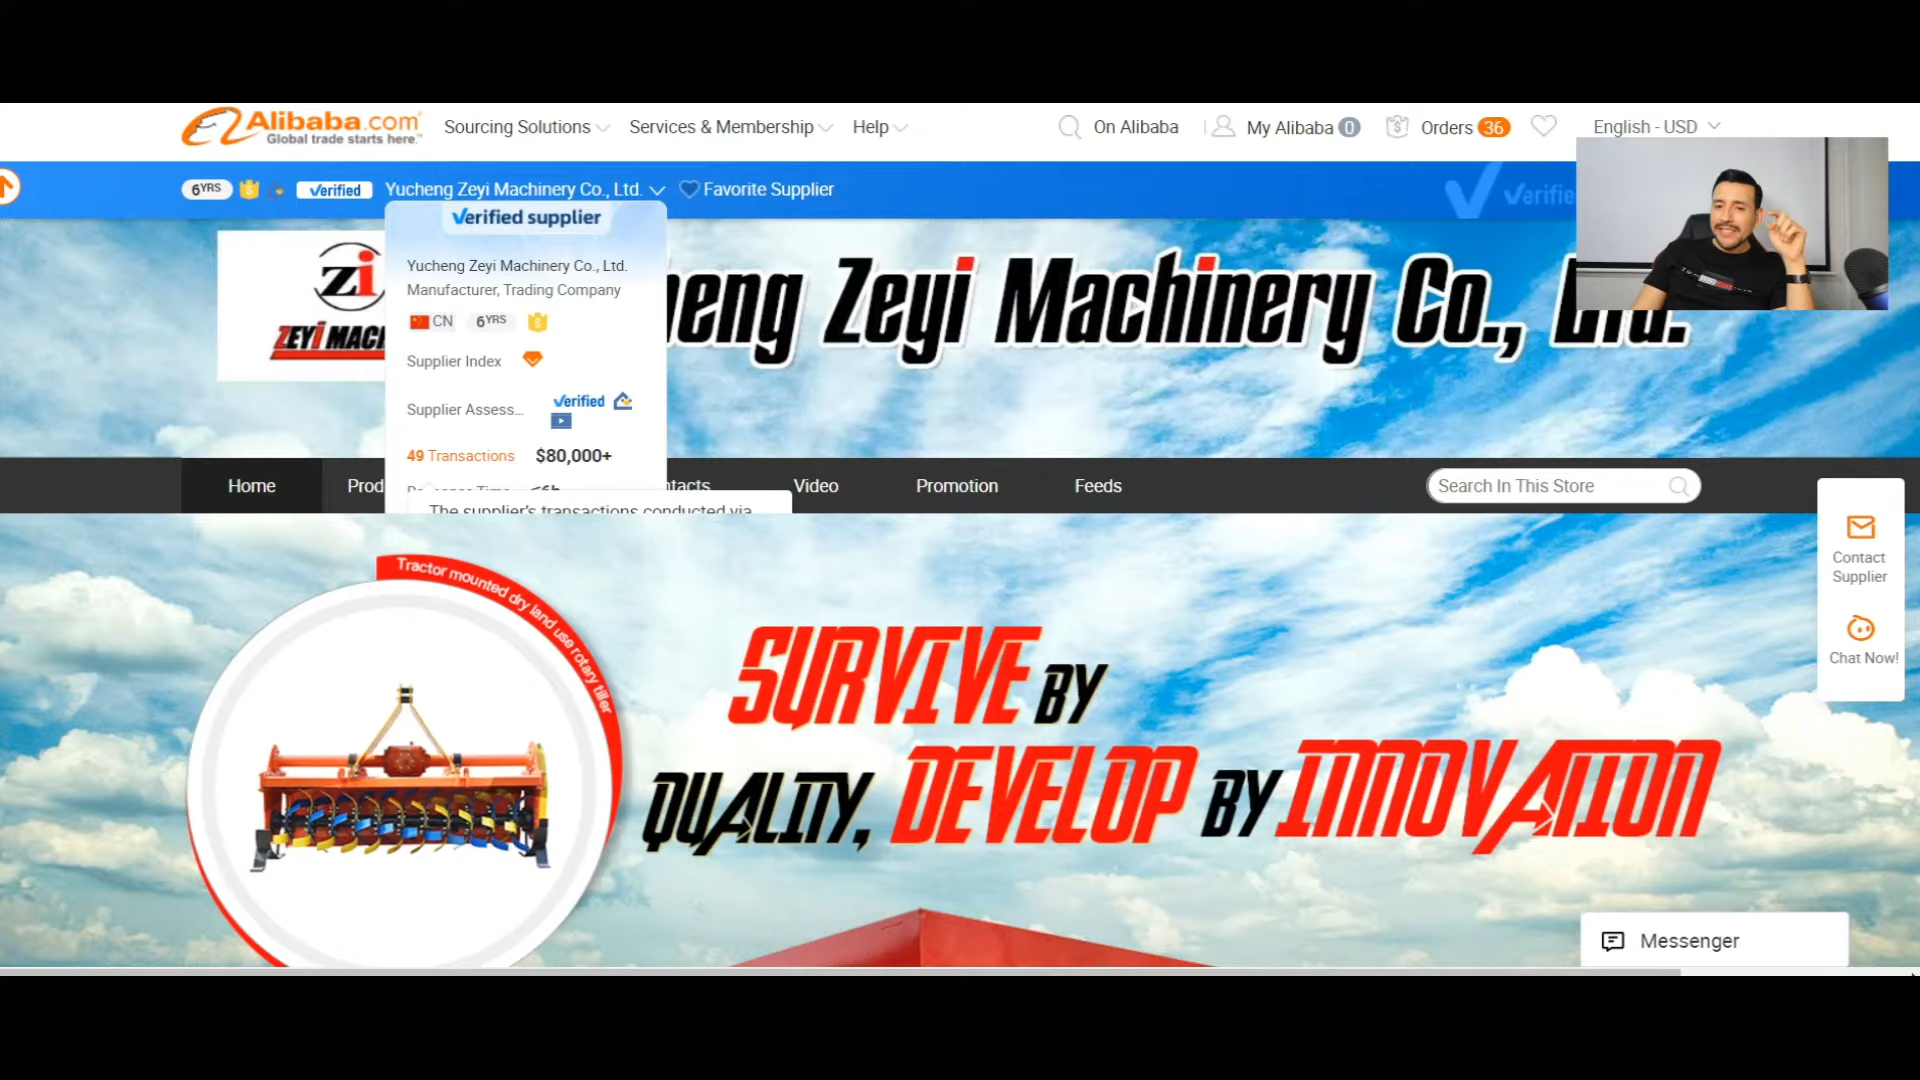 Alibaba.com
Global trade starts here.™
Sourcing Solutions
Services & Membership
Help
On Alibaba
My Alibaba 0
Orders 36
English - USD
6YRS
Verified
Yucheng Zeyi Machinery Co., Ltd.
Favorite Supplier
Verified supplier
Yucheng Zeyi Machinery Co., Ltd.
Manufacturer, Trading Company
CN 6YRS
Supplier Index
Supplier Assess...
Verified
49 Transactions $80,000+
The supplier's transactions conducted via
Zi
ZEYI
Zeyi Machinery Co., Ltd.
Home
Video
Promotion
Feeds
Search In This Store
Contact
Supplier
Chat Now!
Tractor mounted dry land use rotary tiller
SURVIVE BY
QUALITY, DEVELOP BY INNOVATION
Messenger